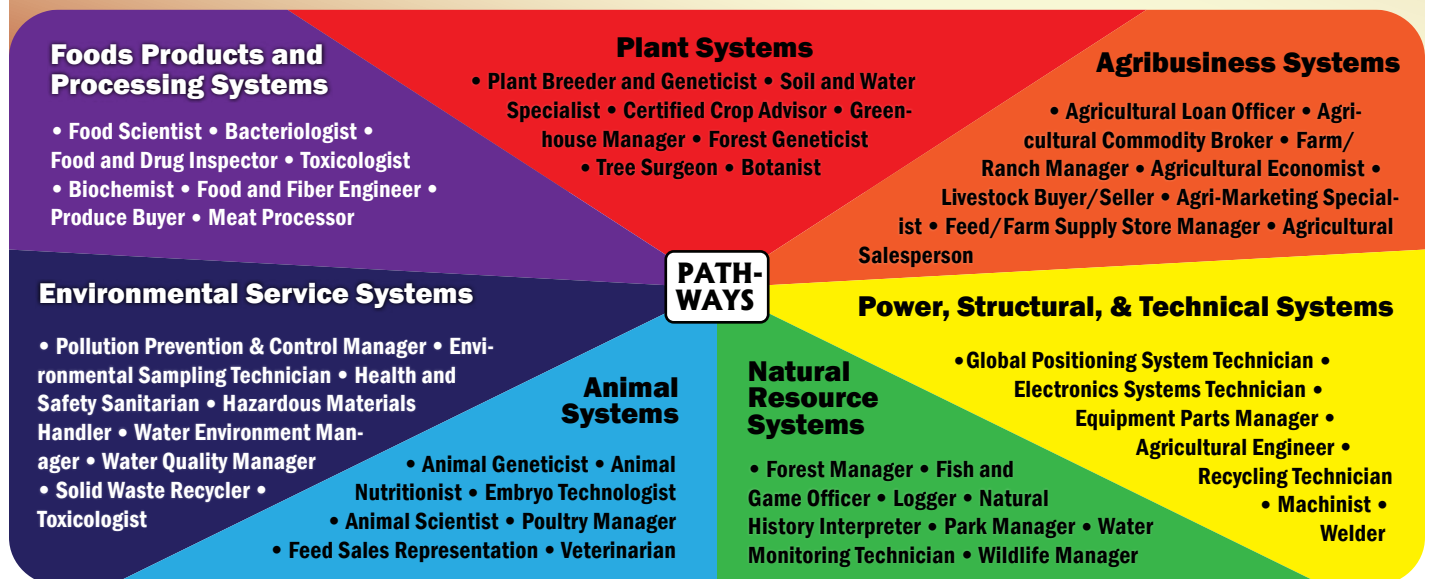 Foods Products and
Processing Systems
• Food Scientist • Bacteriologist •
Food and Drug Inspector • Toxicologist
• Biochemist • Food and Fiber Engineer •
Produce Buyer • Meat Processor
Plant Systems
• Plant Breeder and Geneticist • Soil and Water
Specialist • Certified Crop Advisor • Green-
house Manager • Forest Geneticist
• Tree Surgeon • Botanist
Agribusiness Systems
• Agricultural Loan Officer • Agri-
cultural Commodity Broker • Farm/
Ranch Manager • Agricultural Economist •
Livestock Buyer/Seller • Agri-Marketing Special-
ist • Feed/Farm Supply Store Manager • Agricultural
Salesperson
PATH-
WAYS
Environmental Service Systems
• Pollution Prevention & Control Manager • Envi-
ronmental Sampling Technician • Health and
Safety Sanitarian • Hazardous Materials
Handler • Water Environment Man-
ager • Water Quality Manager
• Solid Waste Recycler •
Toxicologist
Animal
Systems
• Animal Geneticist • Animal
Nutritionist • Embryo Technologist
• Animal Scientist • Poultry Manager
• Feed Sales Representation • Veterinarian
Natural
Resource
Systems
• Forest Manager • Fish and
Game Officer • Logger • Natural
History Interpreter • Park Manager • Water
Monitoring Technician • Wildlife Manager
Power, Structural, & Technical Systems
•Global Positioning System Technician •
Electronics Systems Technician •
Equipment Parts Manager •
Agricultural Engineer •
Recycling Technician
• Machinist •
Welder